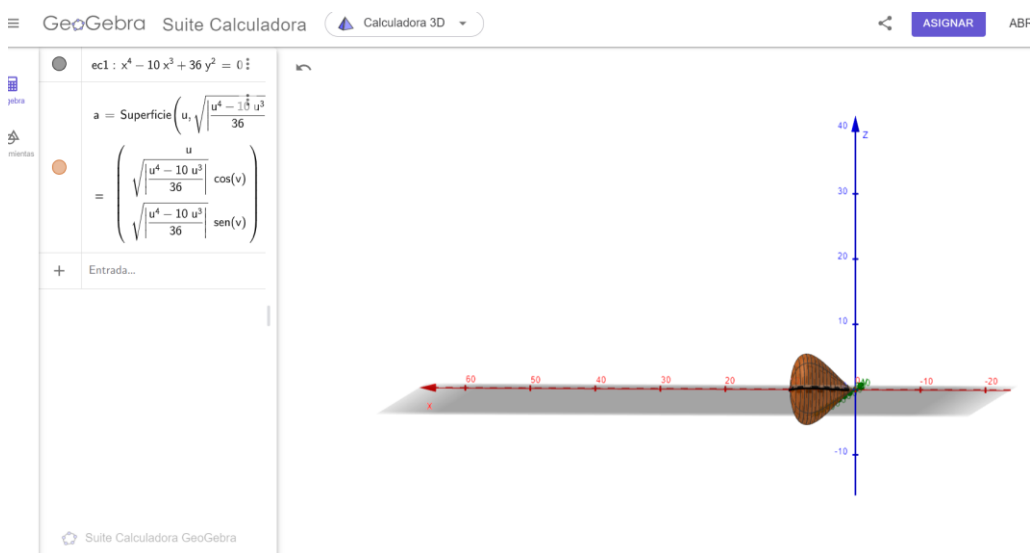 GeoGebra Suite Calculadora
Calculadora 3D
ASIGNAR
ABR
gebra
mientas
ec1 : x⁴ − 10 x³ + 36 y² = 0
a = Superficie(u, √|u⁴ − 10 u³
36
u
= √|u⁴ − 10 u³ / 36| cos(v)
√|u⁴ − 10 u³ / 36| sen(v)
+ Entrada...
Suite Calculadora GeoGebra
40
z
30
20
10
60 50 40 30 20 -10 -20
x
-10